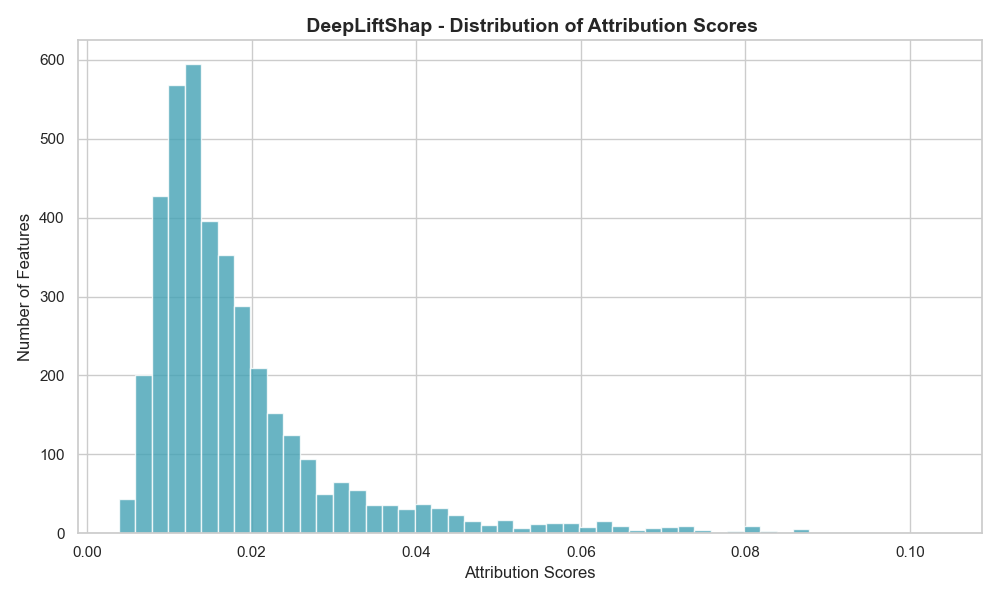 DeepLiftShap - Distribution of Attribution Scores
Number of Features
600
500
400
300
200
100
0
0.00 0.02 0.04 0.06 0.08 0.10
Attribution Scores